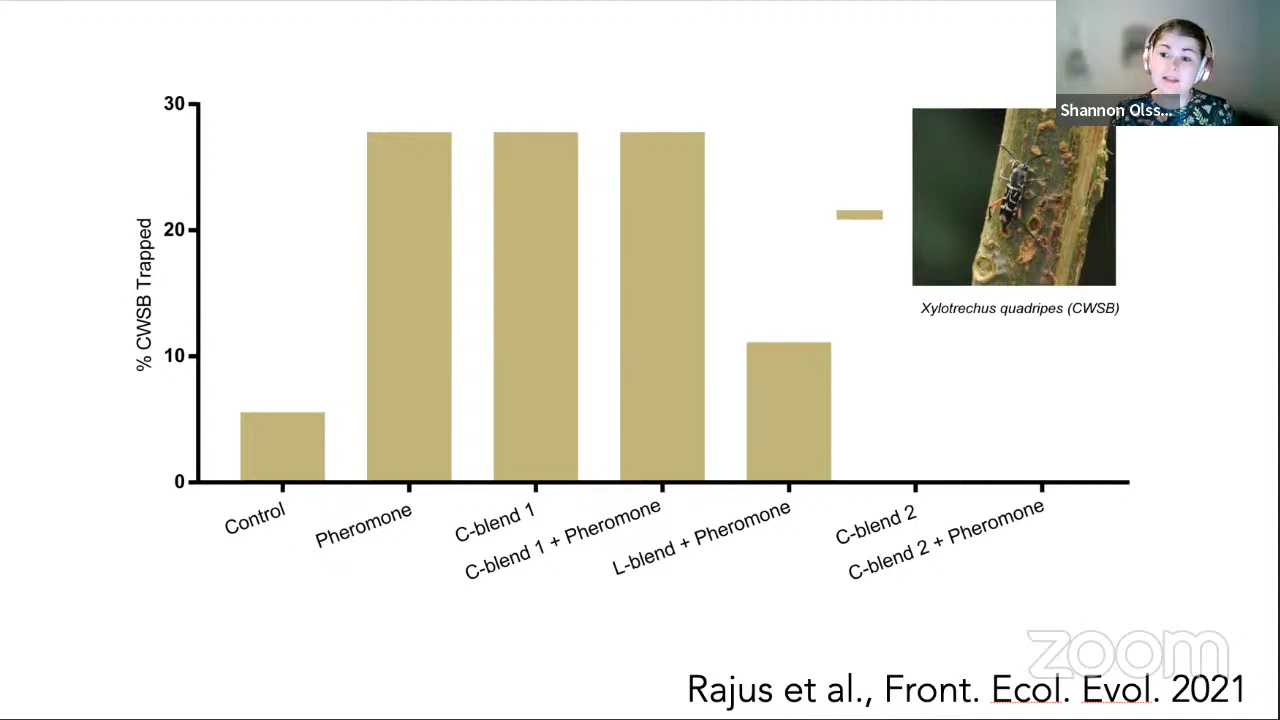 Shannon Olss...
30
20
10
0
% CWSB Trapped
Control
Pheromone
C-blend 1
C-blend 1 + Pheromone
L-blend + Pheromone
C-blend 2
C-blend 2 + Pheromone
Xylotrechus quadripes (CWSB)
zoom
Rajus et al., Front. Ecol. Evol. 2021